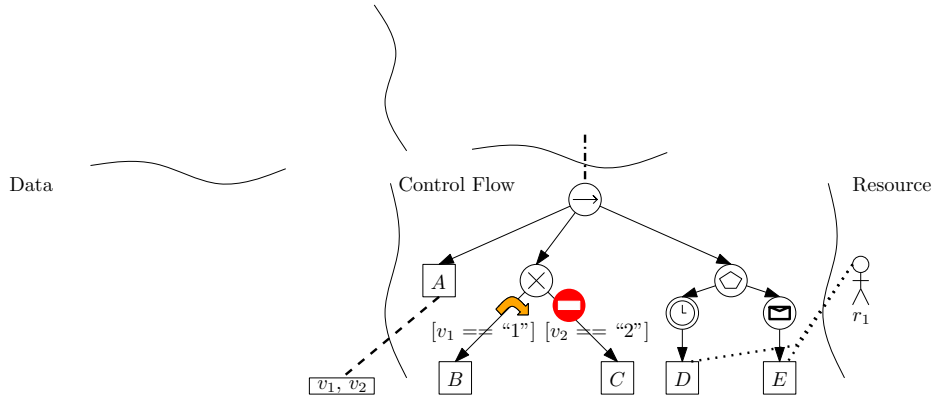 Data
Control Flow
Resource
A
r1
[v1 == “1”] [v2 == “2”]
B
C
D
E
v1, v2